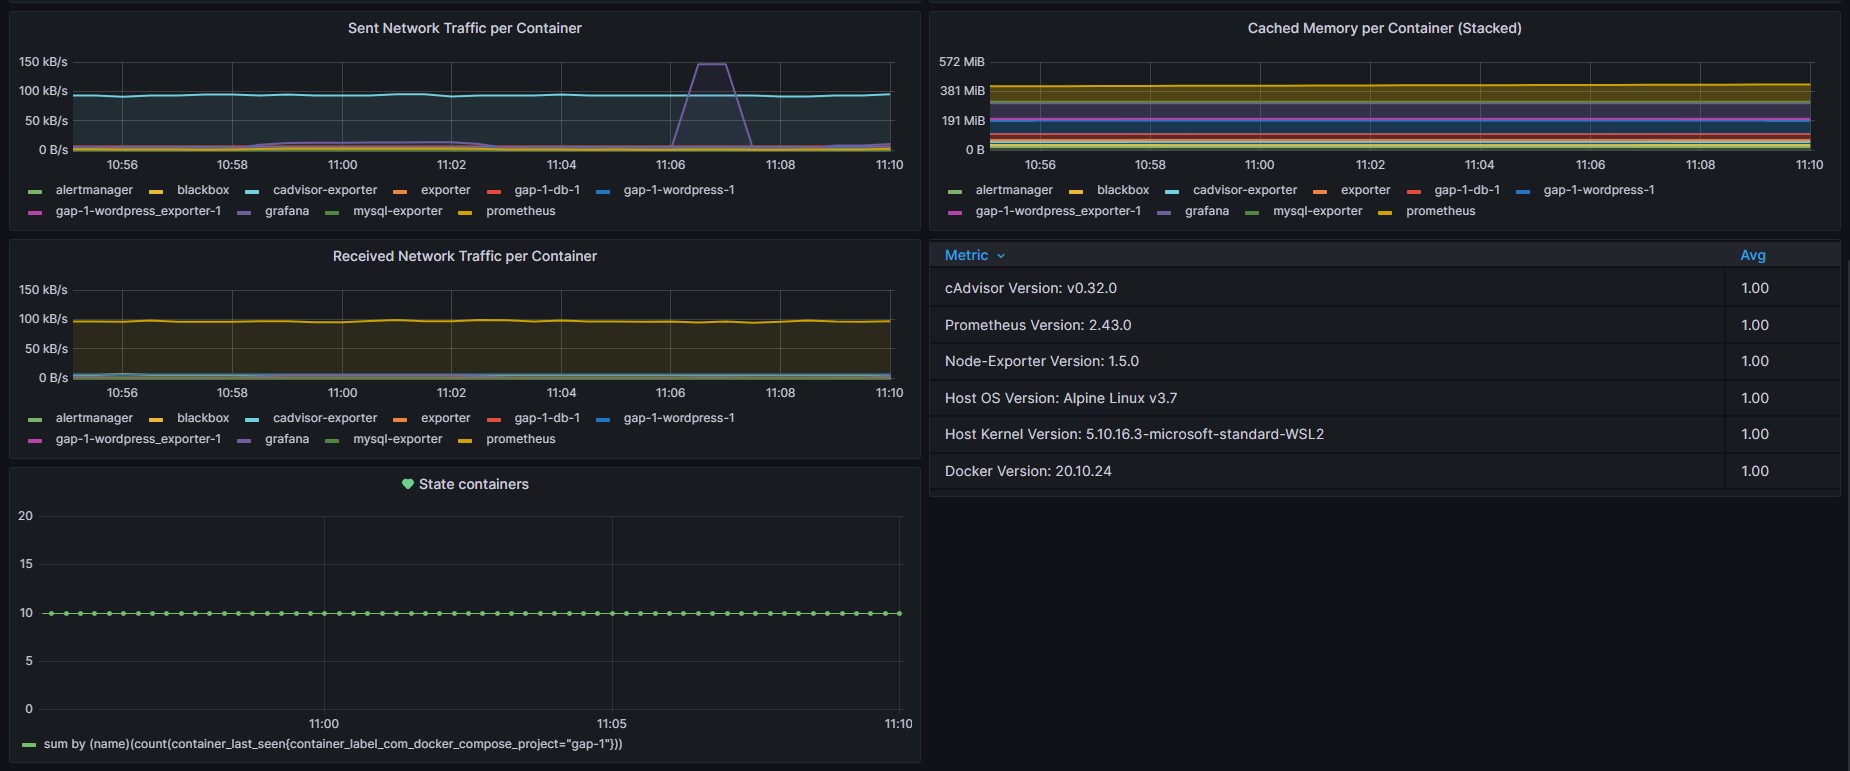 Sent Network Traffic per Container
150 kB/s
100 kB/s
50 kB/s
0 B/s
10:56 10:58 11:00 11:02 11:04 11:06 11:08 11:10
alertmanager blackbox cadvisor-exporter exporter gap-1-db-1 gap-1-wordpress-1
gap-1-wordpress_exporter-1 grafana mysql-exporter prometheus
Cached Memory per Container (Stacked)
572 MiB
381 MiB
191 MiB
0 B
10:56 10:58 11:00 11:02 11:04 11:06 11:08 11:10
alertmanager blackbox cadvisor-exporter exporter gap-1-db-1 gap-1-wordpress-1
gap-1-wordpress_exporter-1 grafana mysql-exporter prometheus
Received Network Traffic per Container
150 kB/s
100 kB/s
50 kB/s
0 B/s
10:56 10:58 11:00 11:02 11:04 11:06 11:08 11:10
alertmanager blackbox cadvisor-exporter exporter gap-1-db-1 gap-1-wordpress-1
gap-1-wordpress_exporter-1 grafana mysql-exporter prometheus
Metric Avg
cAdvisor Version: v0.32.0 1.00
Prometheus Version: 2.43.0 1.00
Node-Exporter Version: 1.5.0 1.00
Host OS Version: Alpine Linux v3.7 1.00
Host Kernel Version: 5.10.16.3-microsoft-standard-WSL2 1.00
Docker Version: 20.10.24 1.00
State containers
20
15
10
5
0
11:00 11:05 11:10
sum by (name)(count(container_last_seen{container_label_com_docker_compose_project="gap-1"}))